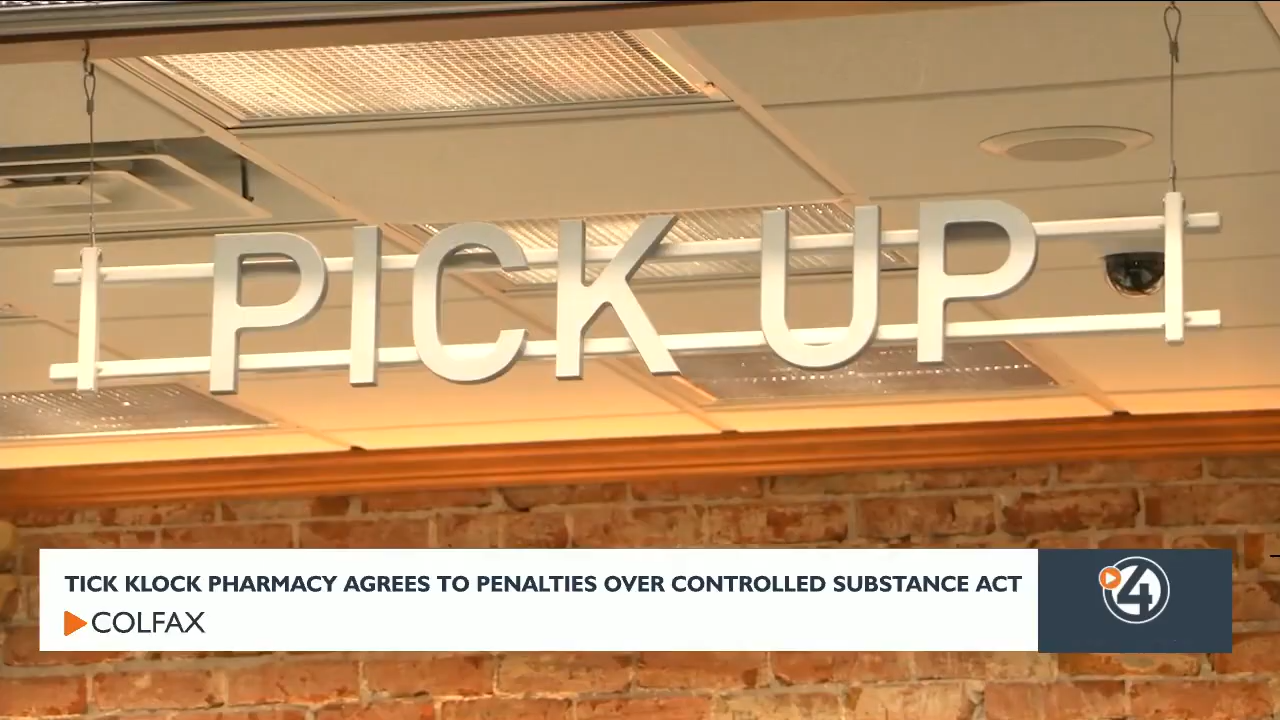 PICK UP
TICK KLOCK PHARMACY AGREES TO PENALTIES OVER CONTROLLED SUBSTANCE ACT
COLFAX
4